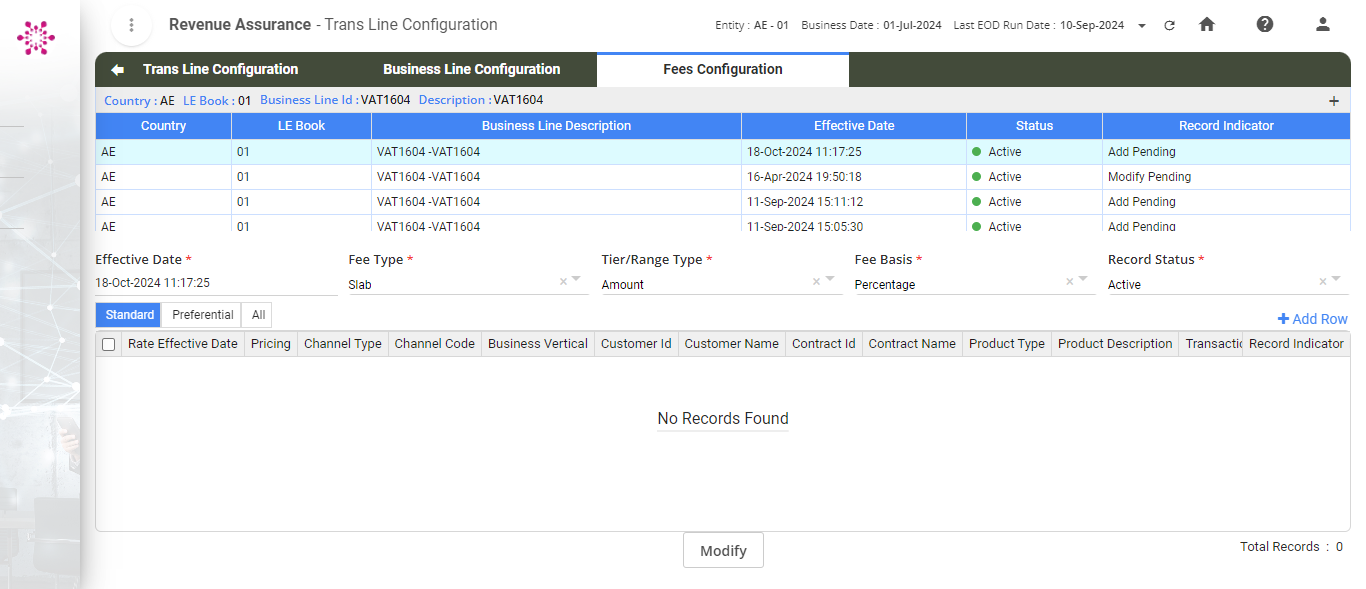 Revenue Assurance - Trans Line Configuration
Entity : AE - 01 Business Date : 01-Jul-2024 Last EOD Run Date : 10-Sep-2024
Trans Line Configuration Business Line Configuration Fees Configuration
Country : AE LE Book : 01 Business Line Id : VAT1604 Description : VAT1604 +
Country LE Book Business Line Description Effective Date Status Record Indicator
AE 01 VAT1604 -VAT1604 18-Oct-2024 11:17:25 Active Add Pending
AE 01 VAT1604 -VAT1604 16-Apr-2024 19:50:18 Active Modify Pending
AE 01 VAT1604 -VAT1604 11-Sep-2024 15:11:12 Active Add Pending
AE 01 VAT1604 -VAT1604 11-Sep-2024 15:05:30 Active Add Pending
Effective Date * Fee Type * Tier/Range Type * Fee Basis * Record Status *
18-Oct-2024 11:17:25 Slab × Amount × Percentage × Active ×
Standard Preferential All
+ Add Row
Rate Effective Date Pricing Channel Type Channel Code Business Vertical Customer Id Customer Name Contract Id Contract Name Product Type Product Description Transactic Record Indicator
No Records Found
Modify
Total Records : 0